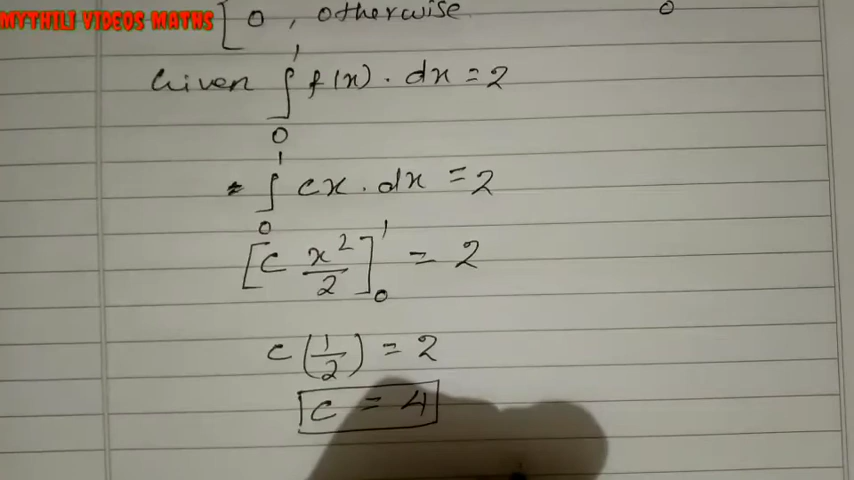 MYTHILI VIDEOS MATHS
0 , otherwise 0
Given ∫₀¹ f(x) . dx = 2
∫₀¹ cx . dx = 2
[c x²/2]₀¹ = 2
c (1/2) = 2
c = 4